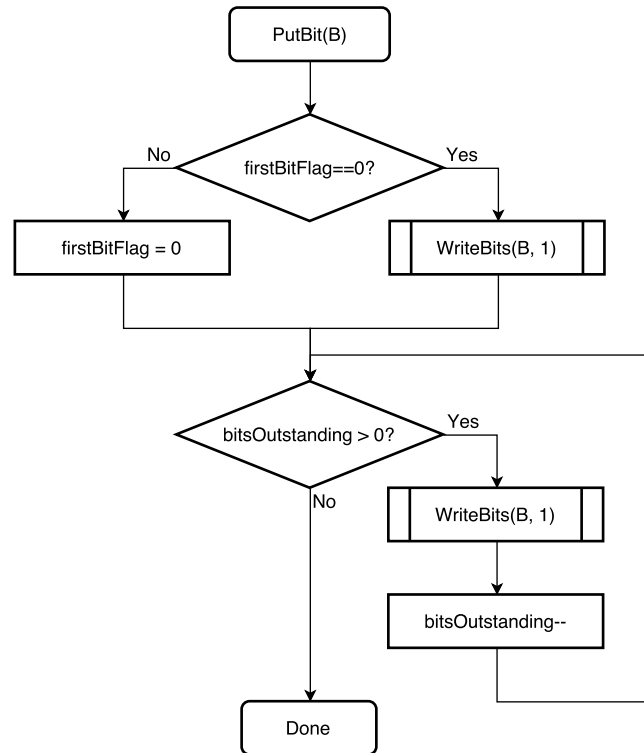 PutBit(B)
firstBitFlag==0?
No
Yes
firstBitFlag = 0
WriteBits(B, 1)
bitsOutstanding > 0?
Yes
No
WriteBits(B, 1)
bitsOutstanding--
Done